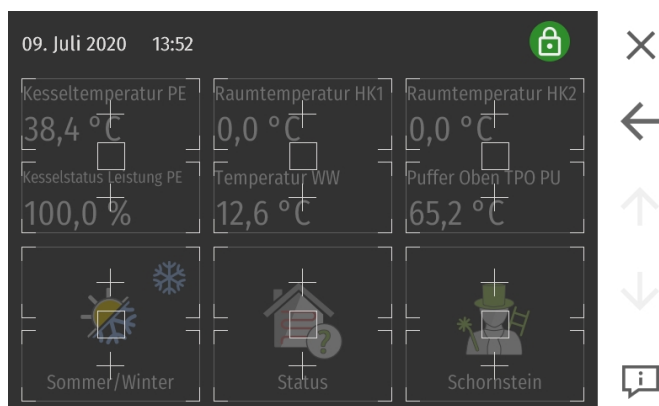 09. Juli 2020 13:52
Kesseltemperatur PE Raumtemperatur HK1 Raumtemperatur HK2
38,4 °C 0,0 °C 0,0 °C
Kesselstatus Leistung PE Temperatur WW Puffer Oben TPO PU
100,0 % 12,6 °C 65,2 °C
Sommer/Winter Status Schornstein